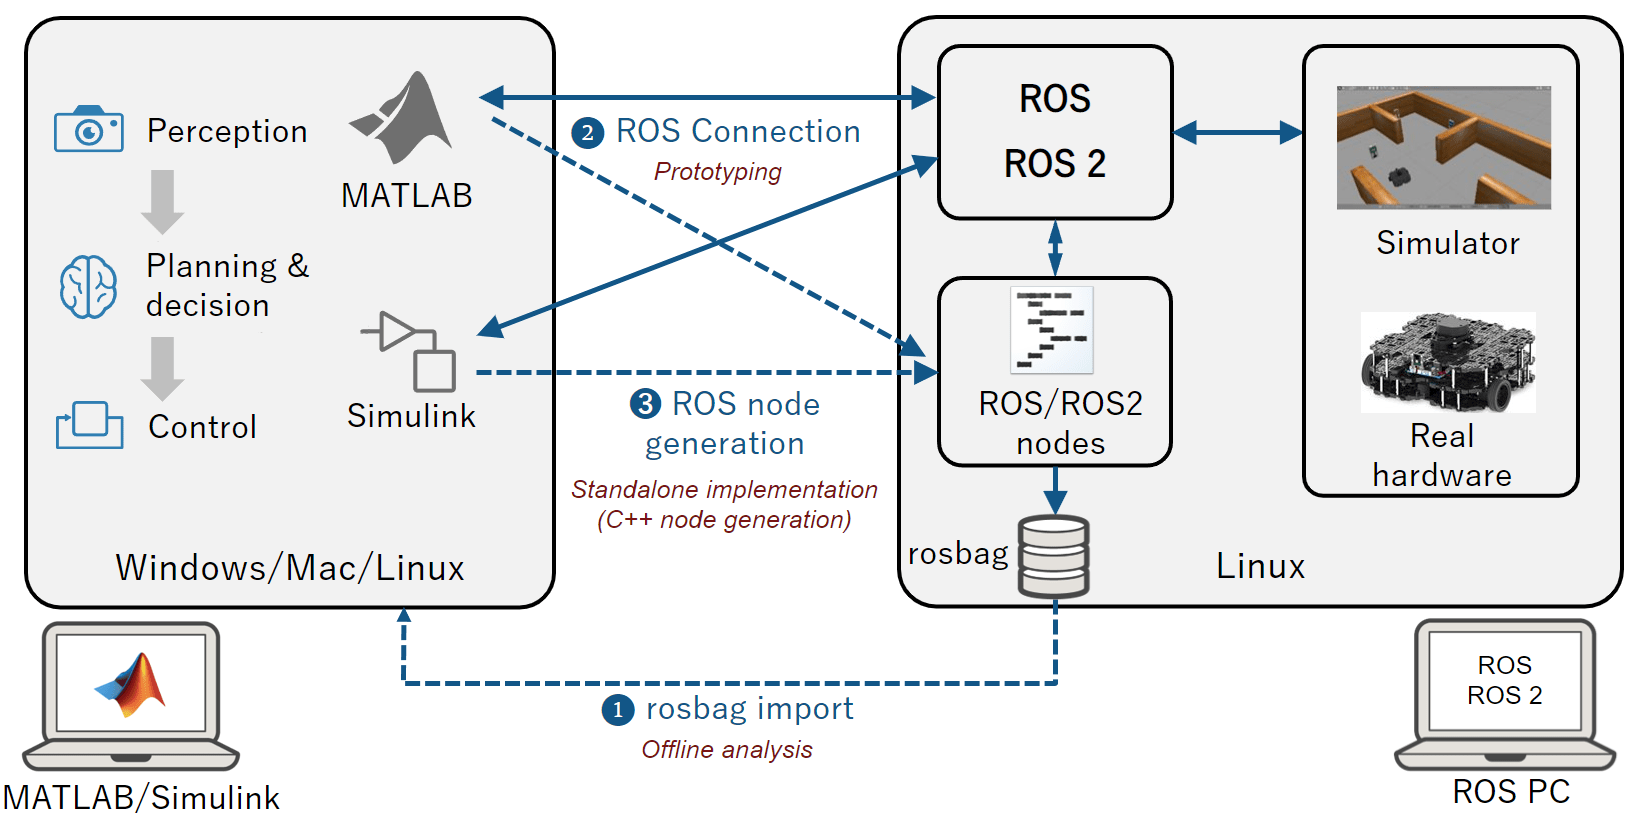 Perception
MATLAB
Planning &
decision
Simulink
Control
Windows/Mac/Linux
MATLAB/Simulink
2 ROS Connection
Prototyping
3 ROS node
generation
Standalone implementation
(C++ node generation)
1 rosbag import
Offline analysis
ROS
ROS 2
ROS/ROS2
nodes
rosbag
Linux
Simulator
Real
hardware
ROS
ROS 2
ROS PC